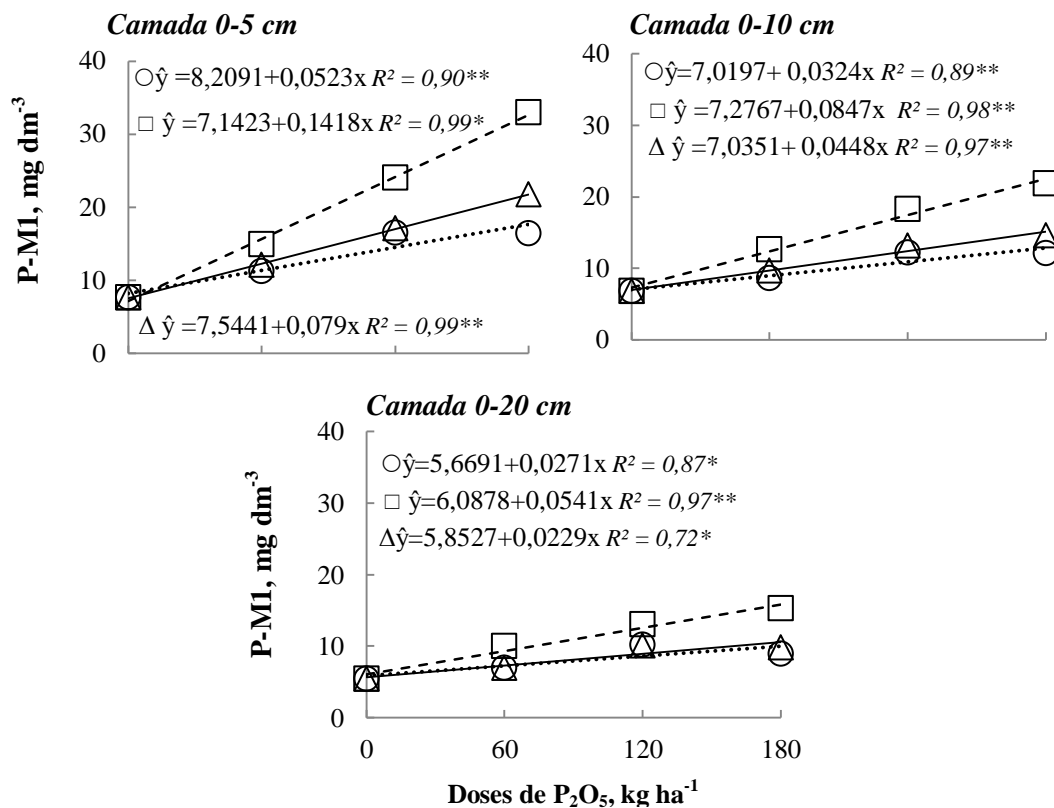 Camada 0-5 cm
P-M1, mg dm⁻³
40
30
20
10
0
○ŷ =8,2091+0,0523x R² = 0,90**
□ ŷ =7,1423+0,1418x R² = 0,99*
Δ ŷ =7,5441+0,079x R² = 0,99**
Camada 0-10 cm
40
30
20
10
0
○ŷ=7,0197+ 0,0324x R² = 0,89**
□ ŷ =7,2767+0,0847x R² = 0,98**
Δ ŷ =7,0351+ 0,0448x R² = 0,97**
Camada 0-20 cm
P-M1, mg dm⁻³
40
30
20
10
0
○ŷ=5,6691+0,0271x R² = 0,87*
□ ŷ=6,0878+0,0541x R² = 0,97**
Δŷ=5,8527+0,0229x R² = 0,72*
0 60 120 180
Doses de P₂O₅, kg ha⁻¹